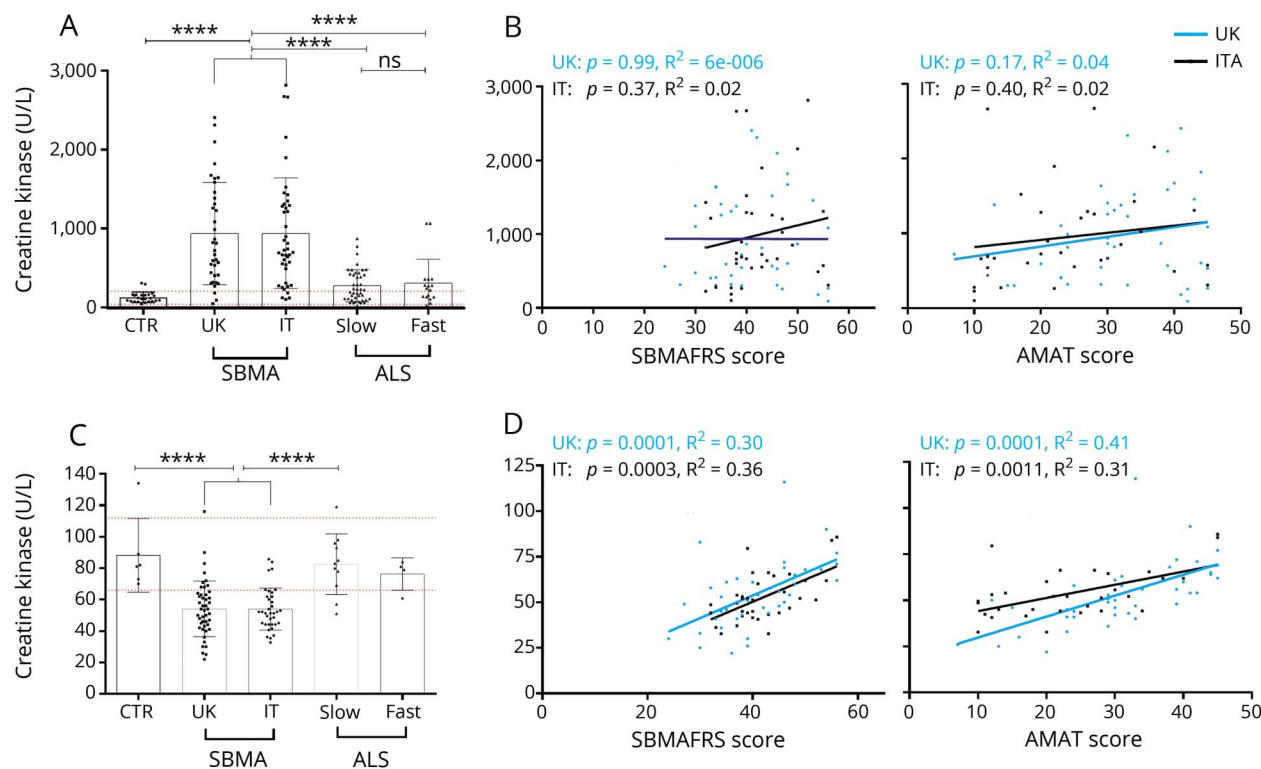 A
****
****
****
ns
Creatine kinase (U/L)
3,000
2,000
1,000
0
CTR
UK
IT
Slow
Fast
SBMA
ALS
B
UK: p = 0.99, R2 = 6e-006
IT: p = 0.37, R2 = 0.02
3,000
2,000
1,000
0
0
10
20
30
40
50
60
SBMAFRS score
UK: p = 0.17, R2 = 0.04
IT: p = 0.40, R2 = 0.02
UK
ITA
0
10
20
30
40
50
AMAT score
C
****
****
Creatine kinase (U/L)
140
120
100
80
60
40
20
0
CTR
UK
IT
Slow
Fast
SBMA
ALS
D
UK: p = 0.0001, R2 = 0.30
IT: p = 0.0003, R2 = 0.36
125
100
75
50
25
0
0
20
40
60
SBMAFRS score
UK: p = 0.0001, R2 = 0.41
IT: p = 0.0011, R2 = 0.31
0
10
20
30
40
50
AMAT score